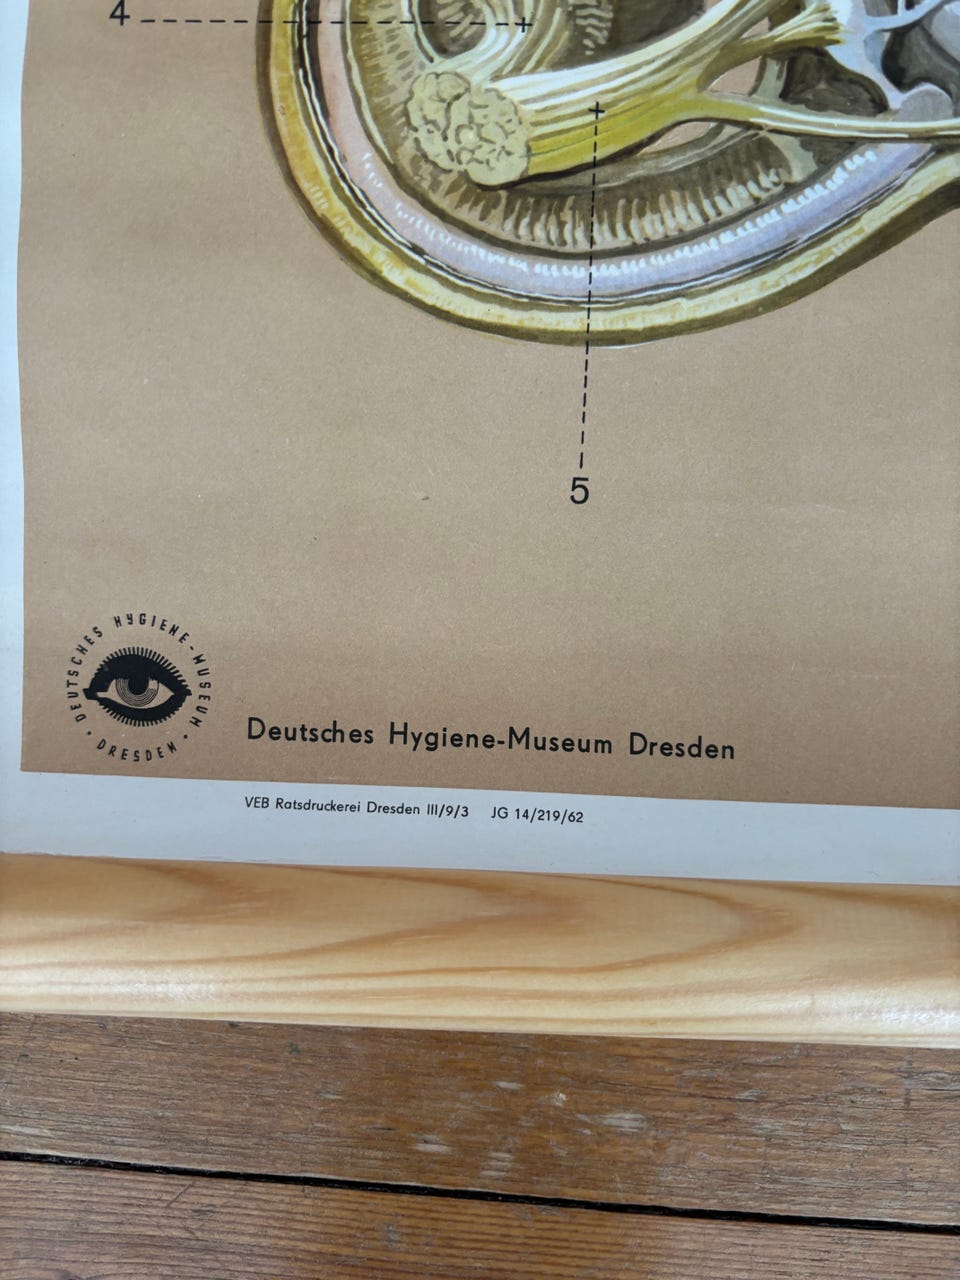 4
5
DEUTSCHES HYGIENE-MUSEUM • DRESDEN •
Deutsches Hygiene-Museum Dresden
VEB Ratsdruckerei Dresden III/9/3 JG 14/219/62